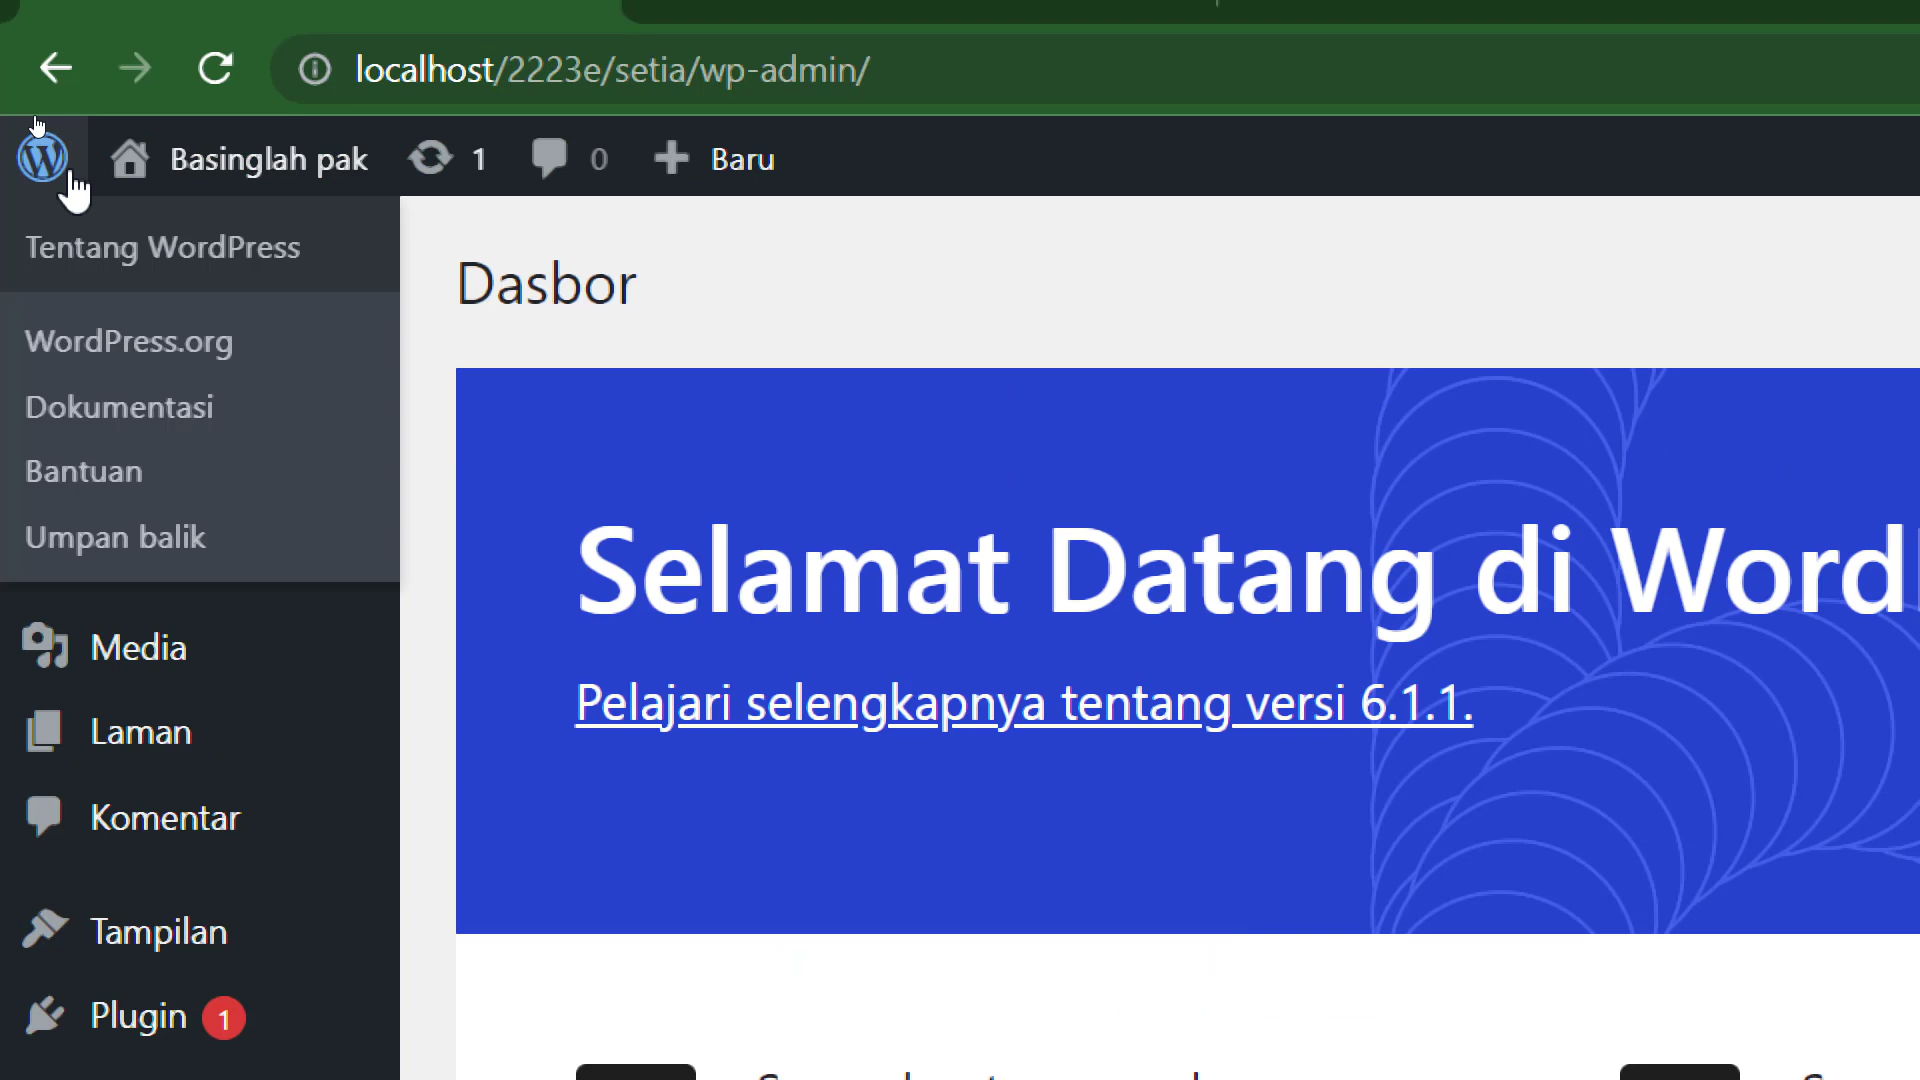 localhost/2223e/setia/wp-admin/
Basinglah pak 1 0 Baru
Tentang WordPress
WordPress.org
Dokumentasi
Bantuan
Umpan balik
Media
Laman
Komentar
Tampilan
Plugin 1
Dasbor
Selamat Datang di Word
Pelajari selengkapnya tentang versi 6.1.1.